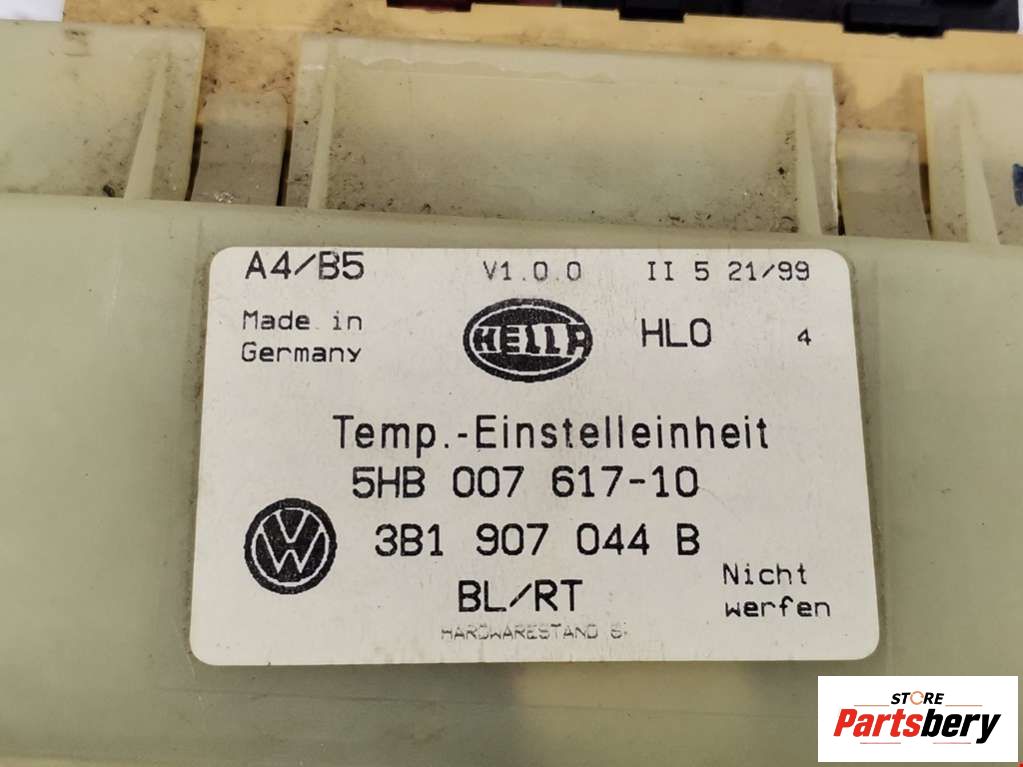 A4/B5 V1.0.0 II 5 21/99
Made in
Germany
HELLA
HLO 4
Temp.-Einstelleinheit
5HB 007 617-10
VW
3B1 907 044 B
BL/RT
Nicht
werfen
HARDWARESTAND
STORE
Partsbery